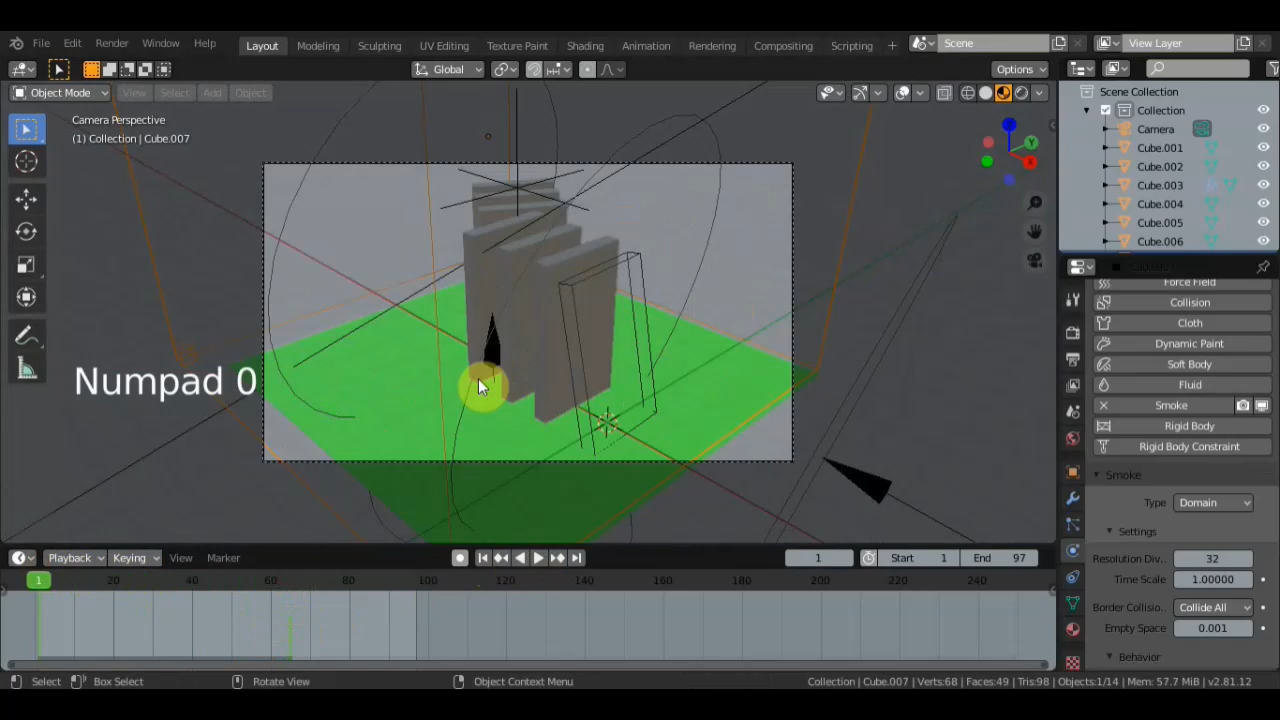 File Edit Render Window Help Layout Modeling Sculpting UV Editing Texture Paint Shading Animation Rendering Compositing Scripting + Scene View Layer
Global Options
Object Mode View Select Add Object
Camera Perspective
(1) Collection | Cube.007
Z
Y
X
Scene Collection
Collection
Camera
Cube.001
Cube.002
Cube.003
Cube.004
Cube.005
Cube.006
Force Field
Collision
Cloth
Dynamic Paint
Soft Body
Fluid
Smoke
Rigid Body
Rigid Body Constraint
Smoke
Type Domain
Settings
Resolution Div.. 32
Time Scale 1.00000
Border Collisio.. Collide All
Empty Space 0.001
Behavior
Numpad 0
Playback Keying View Marker 1 Start 1 End 97
1 20 40 60 80 100 120 140 160 180 200 220 240
Select Box Select Rotate View Object Context Menu Collection | Cube.007 | Verts:68 | Faces:49 | Tris:98 | Objects:1/14 | Mem: 57.7 MiB | v2.81.12